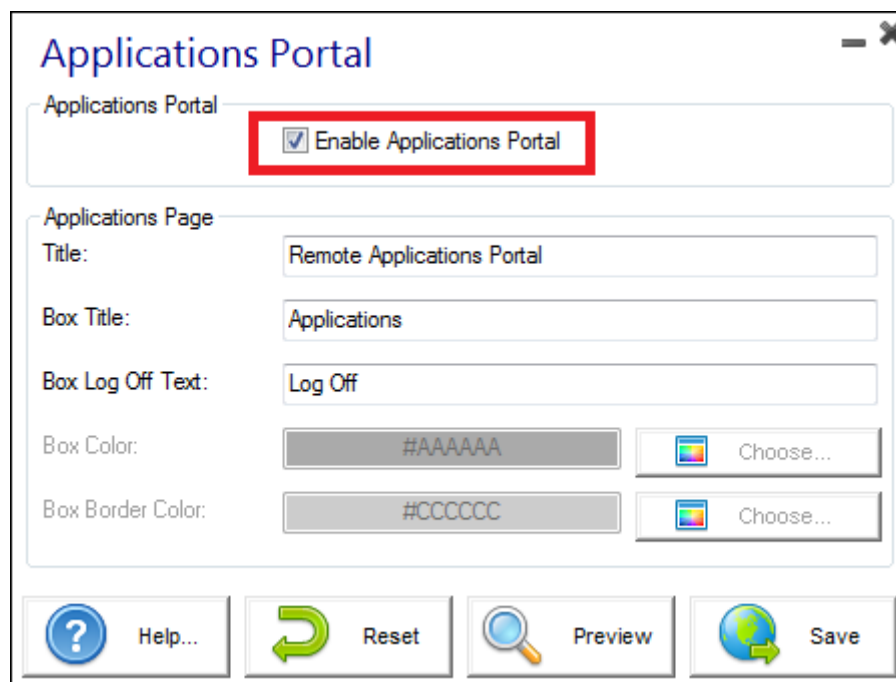 Applications Portal
Applications Portal
Enable Applications Portal
Applications Page
Title:
Remote Applications Portal
Box Title:
Applications
Box Log Off Text:
Log Off
Box Color:
#AAAAAA
Choose...
Box Border Color:
#CCCCCC
Choose...
Help...
Reset
Preview
Save